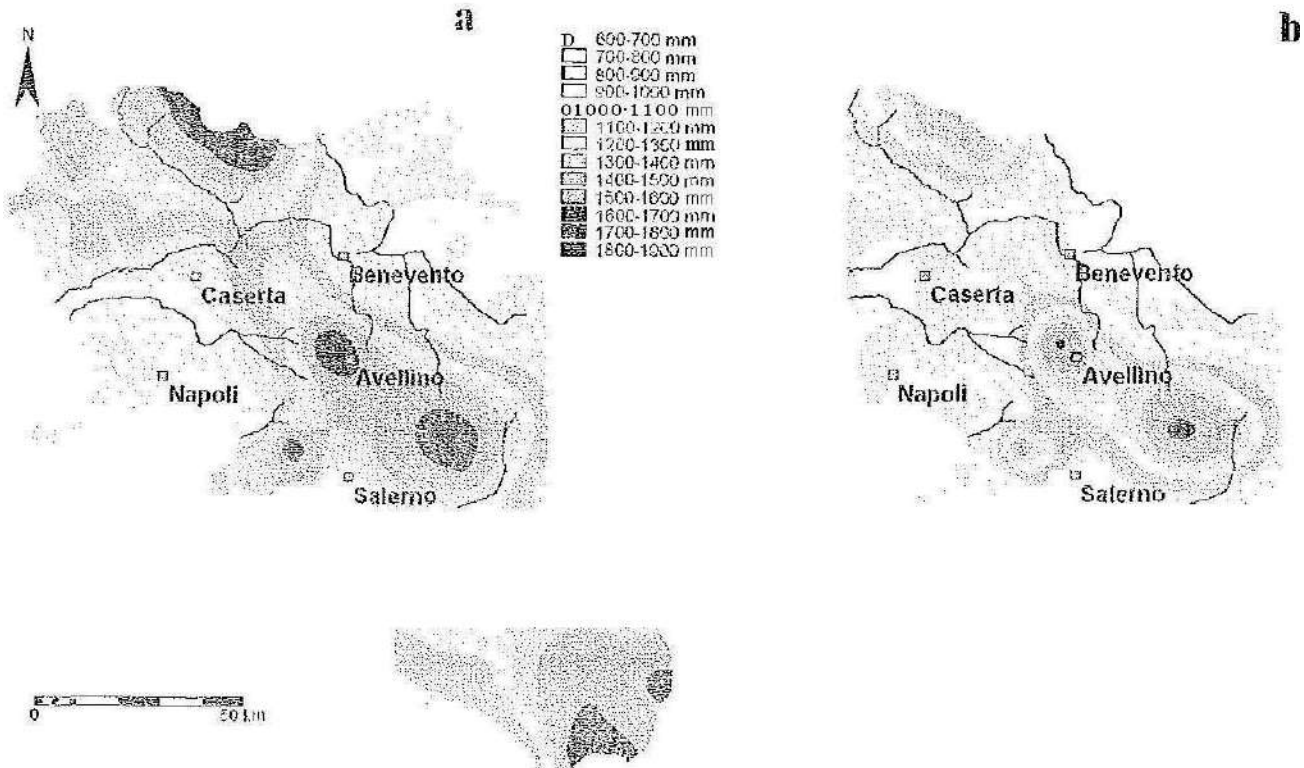 a
b
N
D 600-700 mm
700-800 mm
800-900 mm
900-1000 mm
01000·1100 mm
1100-1200 mm
1200-1300 mm
1300-1400 mm
1400-1500 mm
1500-1600 mm
1600-1700 mm
1700-1800 mm
1800-1900 mm
Benevento
Caserta
Avellino
Napoli
Salerno
Benevento
Caserta
Avellino
Napoli
Salerno
0 50 km